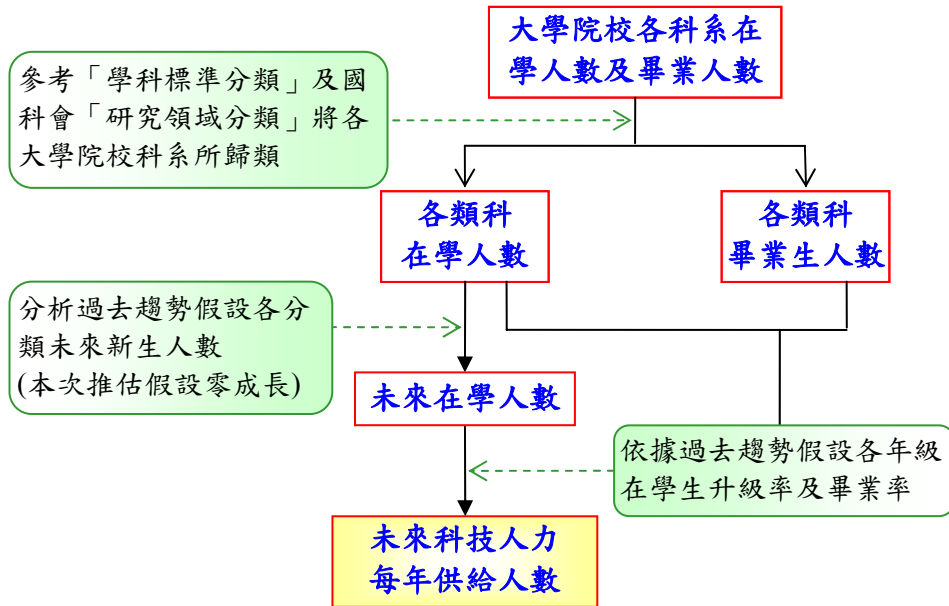 大學院校各科系在
學人數及畢業人數
參考「學科標準分類」及國
科會「研究領域分類」將各
大學院校科系所歸類
各類科
在學人數
各類科
畢業生人數
分析過去趨勢假設各分
類未來新生人數
(本次推估假設零成長)
未來在學人數
依據過去趨勢假設各年級
在學生升級率及畢業率
未來科技人力
每年供給人數